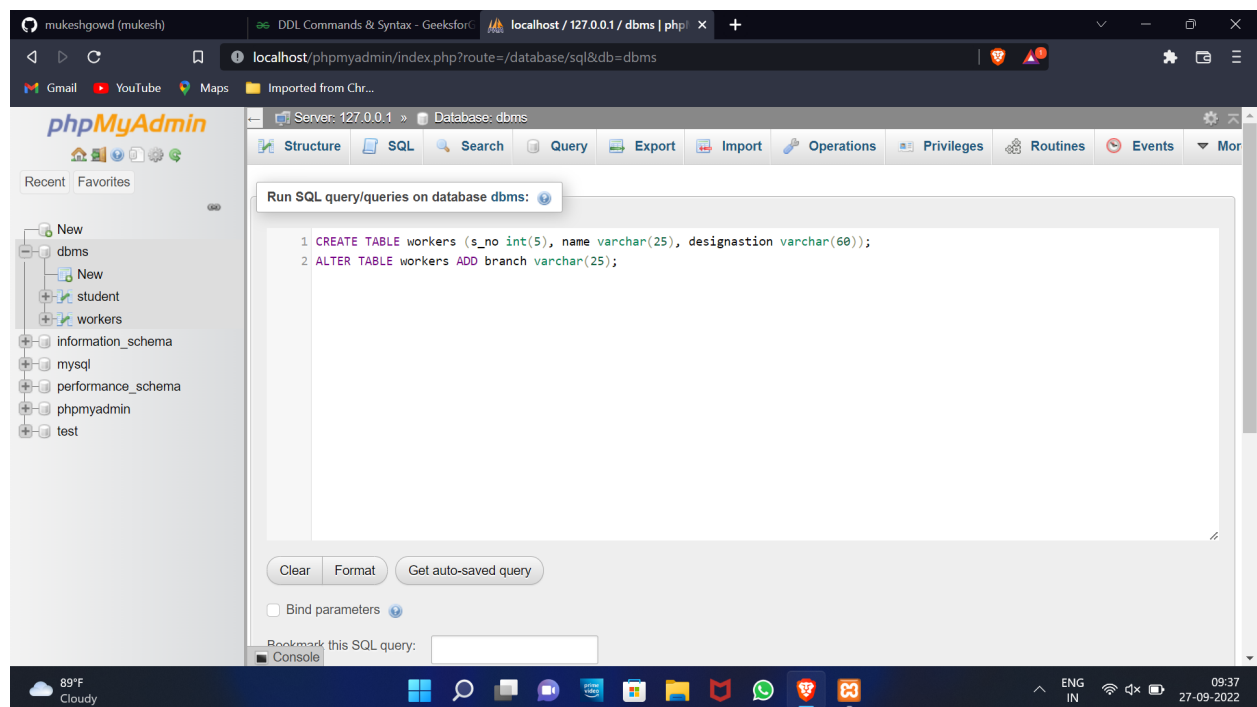 mukeshgowd (mukesh)
DDL Commands & Syntax - GeeksforG
localhost / 127.0.0.1 / dbms | php
localhost/phpmyadmin/index.php?route=/database/sql&db=dbms
1
Gmail
YouTube
Maps
Imported from Chr...
phpMyAdmin
Recent
Favorites
New
dbms
New
student
workers
information_schema
mysql
performance_schema
phpmyadmin
test
Server: 127.0.0.1 » Database: dbms
Structure
SQL
Search
Query
Export
Import
Operations
Privileges
Routines
Events
Mor
Run SQL query/queries on database dbms:
1 CREATE TABLE workers (s_no int(5), name varchar(25), designastion varchar(60));
2 ALTER TABLE workers ADD branch varchar(25);
Clear
Format
Get auto-saved query
Bind parameters
Bookmark this SQL query:
Console
89°F
Cloudy
prime video
ENG
IN
09:37
27-09-2022